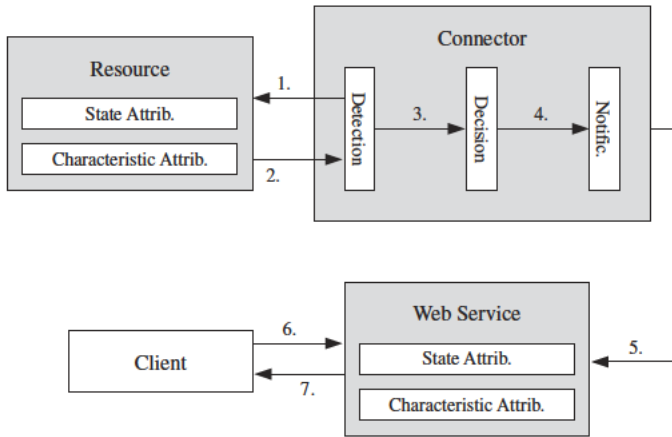 Connector
Resource
State Attrib.
Characteristic Attrib.
1.
2.
Detection
3.
Decision
4.
Notific.
Web Service
State Attrib.
Characteristic Attrib.
5.
Client
6.
7.